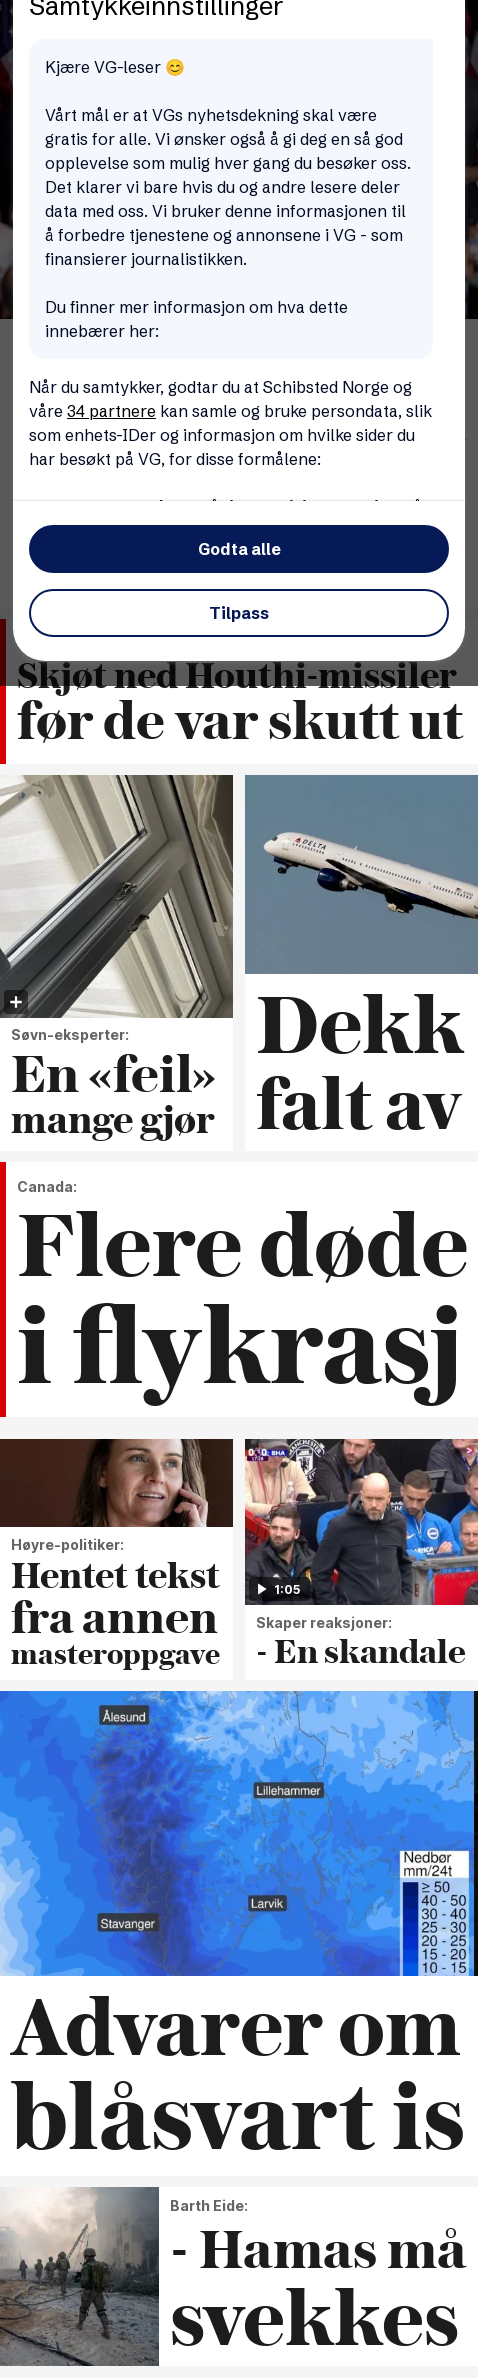 Samtykkeinnstillinger
Kjære VG-leser 😊
Vårt mål er at VGs nyhetsdekning skal være
gratis for alle. Vi ønsker også å gi deg en så god
opplevelse som mulig hver gang du besøker oss.
Det klarer vi bare hvis du og andre lesere deler
data med oss. Vi bruker denne informasjonen til
å forbedre tjenestene og annonsene i VG - som
finansierer journalistikken.
Du finner mer informasjon om hva dette
innebærer her:
Når du samtykker, godtar du at Schibsted Norge og
våre 34 partnere kan samle og bruke persondata, slik
som enhets-IDer og informasjon om hvilke sider du
har besøkt på VG, for disse formålene:
Godta alle
Tilpass
Skjøt ned Houthi-missiler
før de var skutt ut
DELTA
Søvn-eksperter:
En «feil»
mange gjør
Dekk
falt av
Canada:
Flere døde
i flykrasj
Høyre-politiker:
Hentet tekst
fra annen
masteroppgave
BHA
1:05
Skaper reaksjoner:
- En skandale
Ålesund
Lillehammer
Larvik
Stavanger
Nedbør
mm/24t
≥ 50
40 - 50
30 - 40
25 - 30
20 - 25
15 - 20
10 - 15
Advarer om
blåsvart is
Barth Eide:
- Hamas må
svekkes